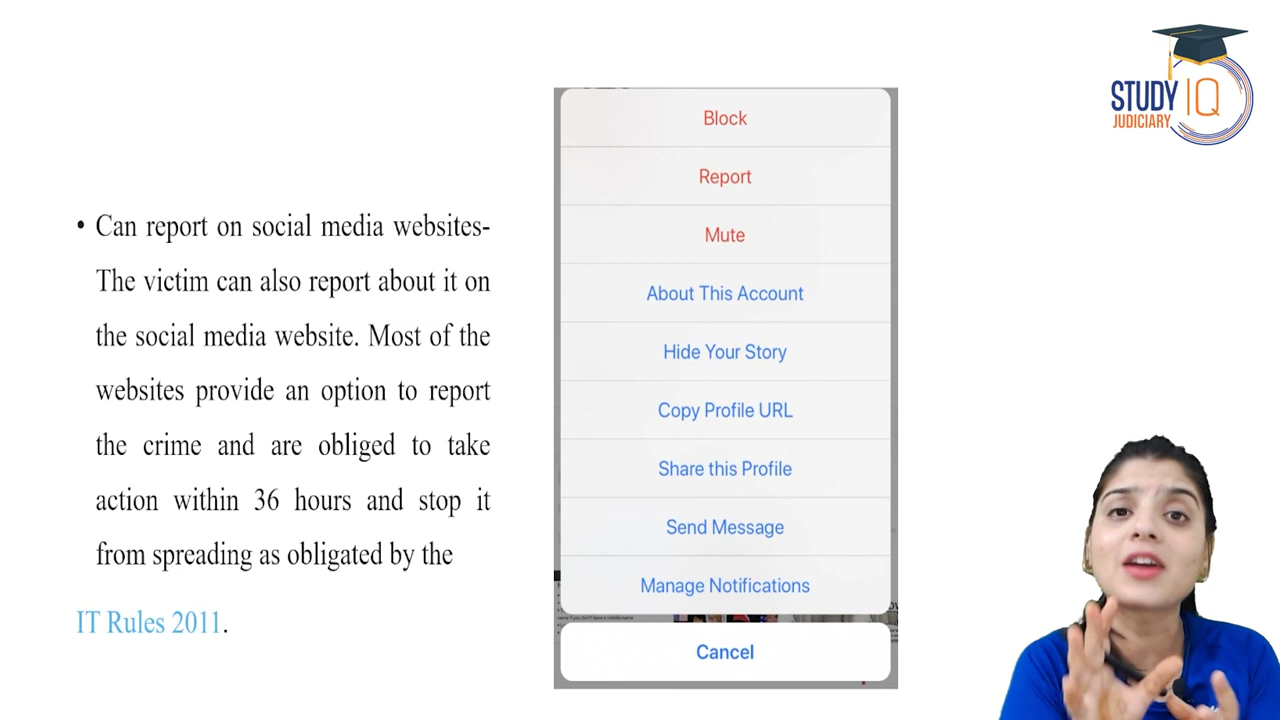 • Can report on social media websites-
The victim can also report about it on
the social media website. Most of the
websites provide an option to report
the crime and are obliged to take
action within 36 hours and stop it
from spreading as obligated by the
IT Rules 2011.
Block
Report
Mute
About This Account
Hide Your Story
Copy Profile URL
Share this Profile
Send Message
Manage Notifications
Cancel
STUDY IQ
JUDICIARY